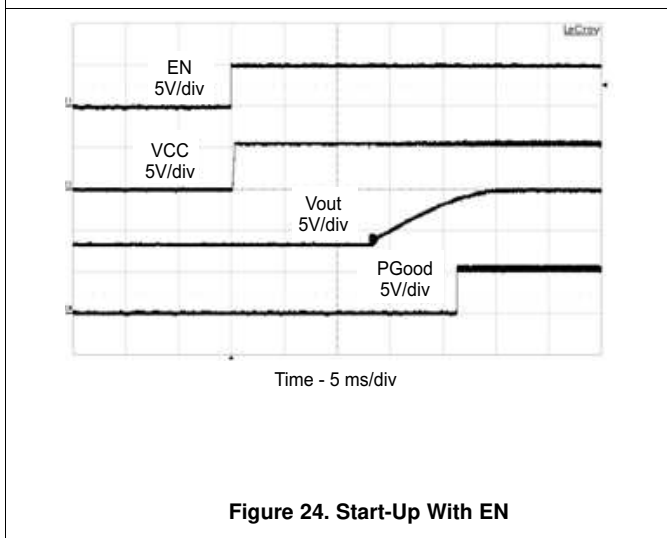 LeCroy
EN
5V/div
VCC
5V/div
Vout
5V/div
PGood
5V/div
Time - 5 ms/div
Figure 24. Start-Up With EN